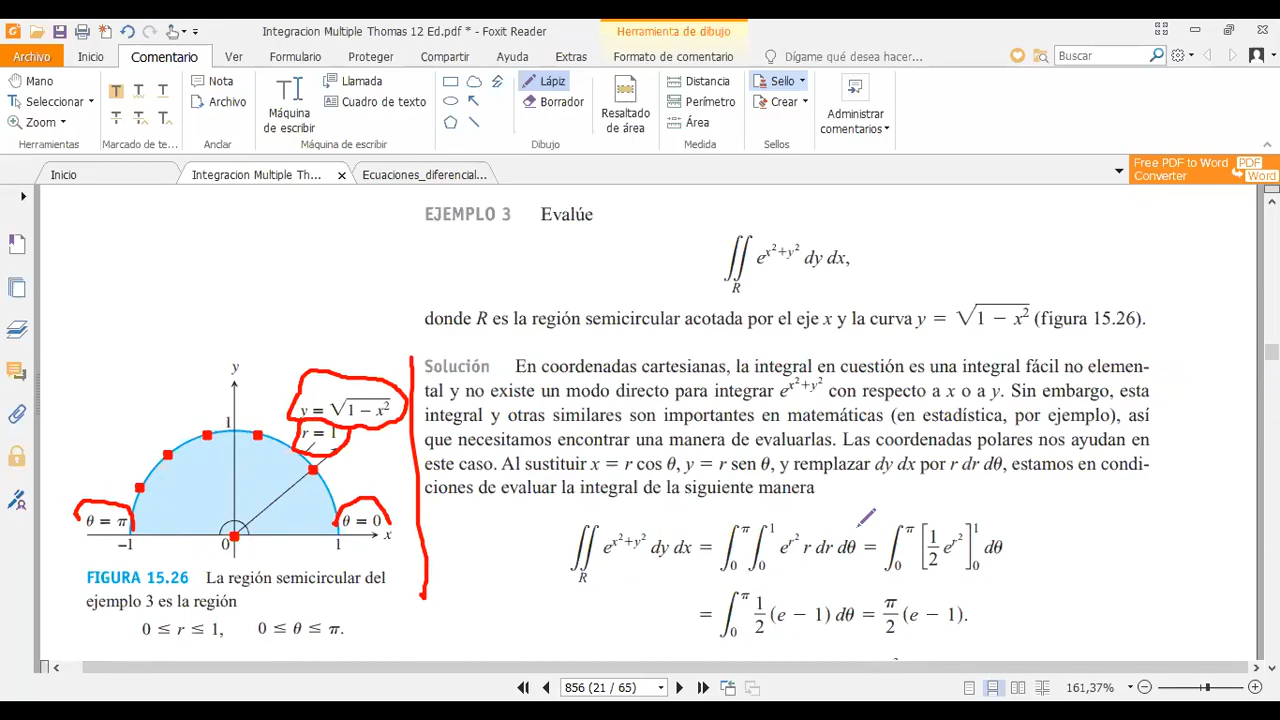 Integracion Multiple Thomas 12 Ed.pdf * - Foxit Reader
Herramienta de dibujo
Archivo Inicio Comentario Ver Formulario Proteger Compartir Ayuda Extras Formato de comentario Dígame qué desea hacer... Buscar
Mano
Seleccionar
Zoom
Herramientas
Marcado de te...
Nota
Archivo
Anclar
Máquina de escribir
Llamada
Cuadro de texto
Máquina de escribir
Lápiz
Borrador
Dibujo
Resaltado de área
Distancia
Perímetro
Área
Medida
Sello
Crear
Sellos
Administrar comentarios
Inicio
Integracion Multiple Th...
Ecuaciones_diferencial...
Free PDF to Word Converter
PDF
Word
EJEMPLO 3 Evalúe
∬_R e^{x²+y²} dy dx,
donde R es la región semicircular acotada por el eje x y la curva y = √(1 − x²) (figura 15.26).
Solución En coordenadas cartesianas, la integral en cuestión es una integral fácil no elemen-
tal y no existe un modo directo para integrar e^{x²+y²} con respecto a x o a y. Sin embargo, esta
integral y otras similares son importantes en matemáticas (en estadística, por ejemplo), así
que necesitamos encontrar una manera de evaluarlas. Las coordenadas polares nos ayudan en
este caso. Al sustituir x = r cos θ, y = r sen θ, y remplazar dy dx por r dr dθ, estamos en condi-
ciones de evaluar la integral de la siguiente manera
∬_R e^{x²+y²} dy dx = ∫_0^π ∫_0^1 e^{r²} r dr dθ = ∫_0^π [1/2 e^{r²}]_0^1 dθ
= ∫_0^π 1/2 (e − 1) dθ = π/2 (e − 1).
y
y = √(1 − x²)
1
r = 1
θ = π
θ = 0
x
−1
0
1
FIGURA 15.26 La región semicircular del
ejemplo 3 es la región
0 ≤ r ≤ 1, 0 ≤ θ ≤ π.
856 (21 / 65)
161,37%